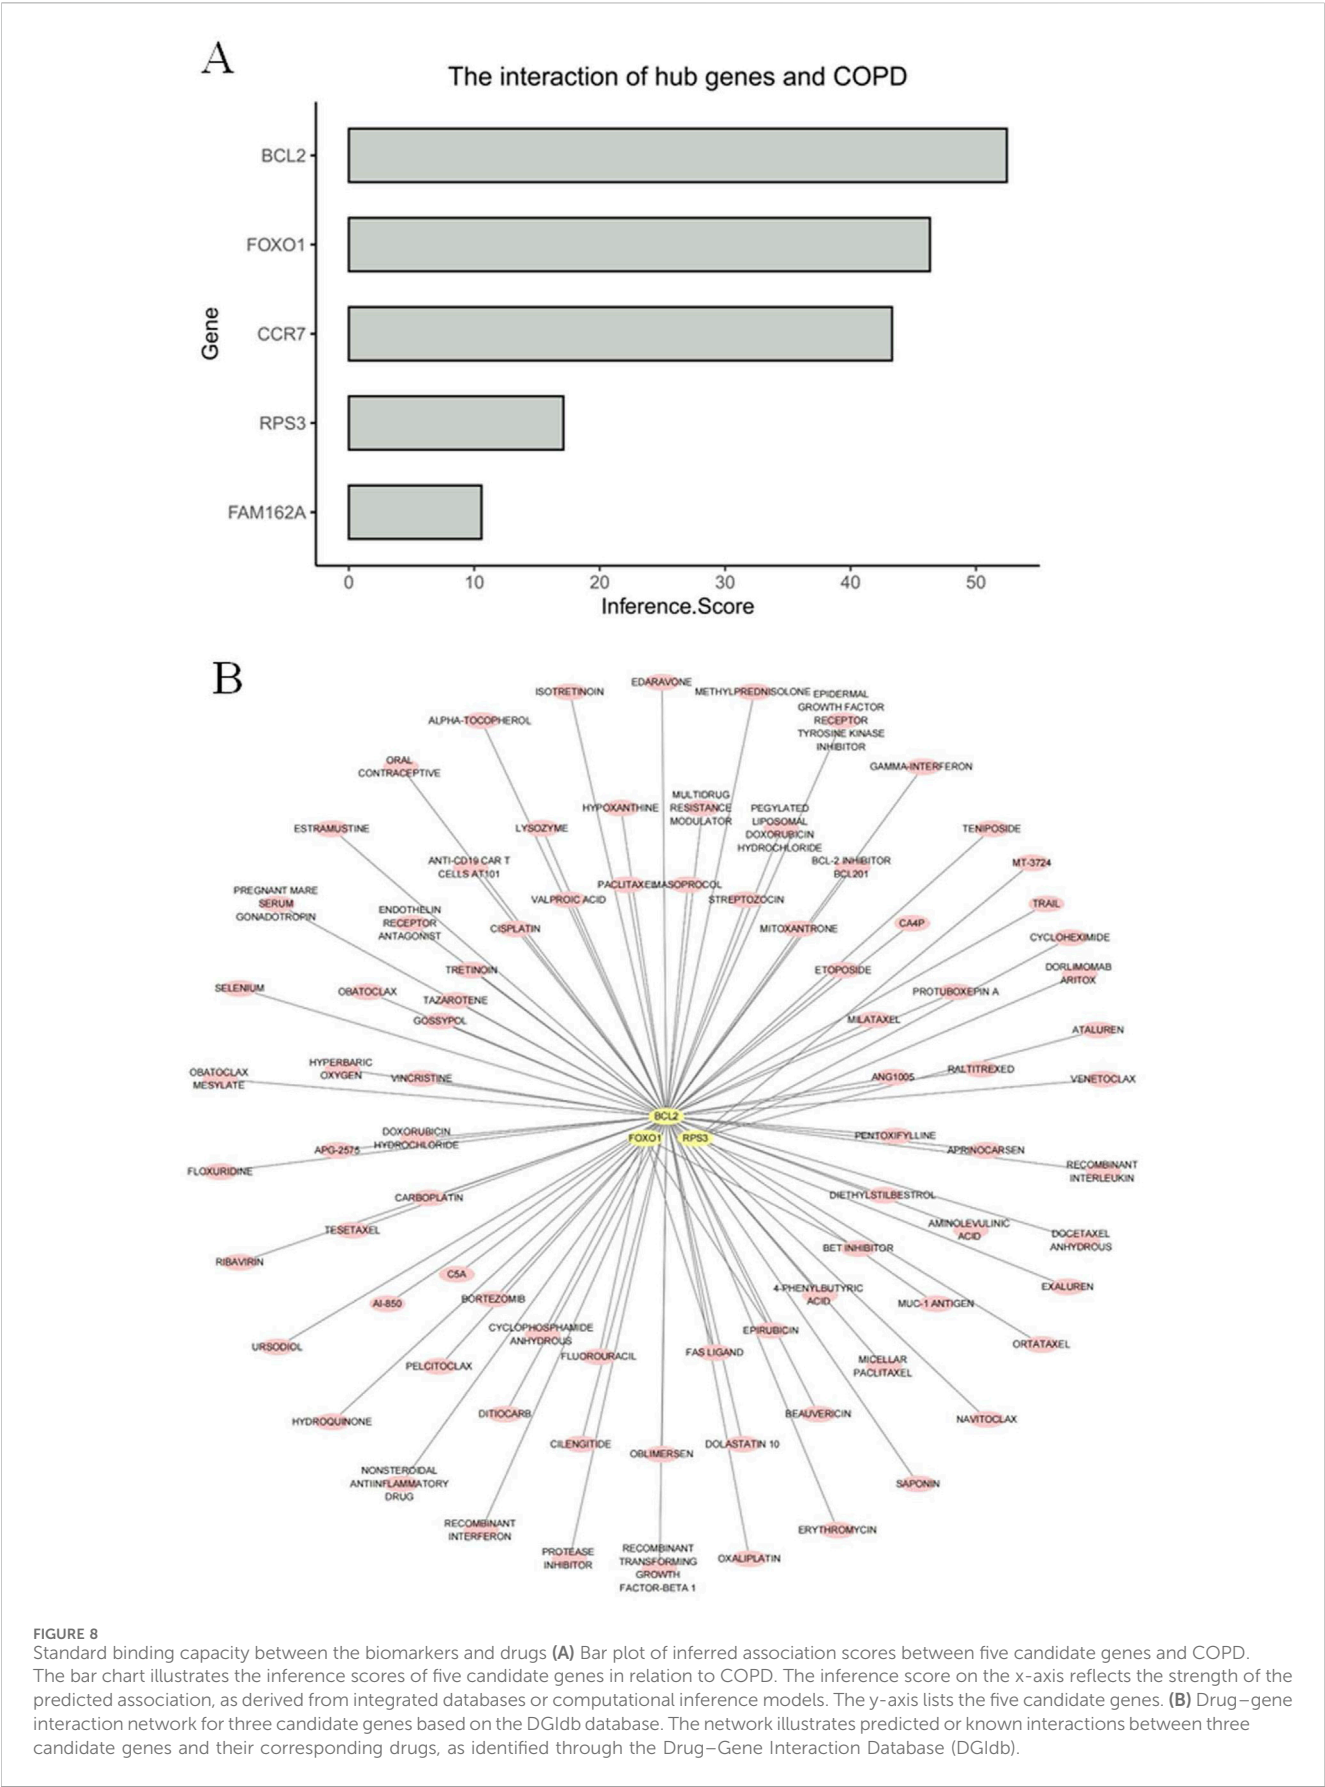 A
The interaction of hub genes and COPD
BCL2
FOXO1
CCR7
RPS3
FAM162A
Gene
0 10 20 30 40 50
Inference.Score
B
EDARAVONE
ISOTRETINOIN
METHYLPREDNISOLONE
EPIDERMAL
GROWTH FACTOR
RECEPTOR
TYROSINE KINASE
INHIBITOR
ALPHA-TOCOPHEROL
ORAL
CONTRACEPTIVE
GAMMA-INTERFERON
HYPOXANTHINE
MULTIDRUG
RESISTANCE
MODULATOR
PEGYLATED
LIPOSOMAL
DOXORUBICIN
HYDROCHLORIDE
ESTRAMUSTINE
LYSOZYME
TENIPOSIDE
ANTI-CD19 CAR T
CELLS AT101
BCL-2 INHIBITOR
BCL201
MT-3724
PREGNANT MARE
SERUM
GONADOTROPIN
VALPROIC ACID
PACLITAXEL
MASOPROCOL
STREPTOZOCIN
TRAIL
ENDOTHELIN
RECEPTOR
ANTAGONIST
CISPLATIN
MITOXANTRONE
CA4P
CYCLOHEXIMIDE
TRETINOIN
ETOPOSIDE
DORLIMOMAB
ARITOX
SELENIUM
OBATOCLAX
TAZAROTENE
PROTUBOXEPIN A
GOSSYPOL
MILATAXEL
ATALUREN
OBATOCLAX
MESYLATE
HYPERBARIC
OXYGEN
VINCRISTINE
ANG1005
RALTITREXED
VENETOCLAX
BCL2
FOXO1
RPS3
DOXORUBICIN
HYDROCHLORIDE
APG-2575
PENTOXIFYLLINE
APRINOCARSEN
FLOXURIDINE
RECOMBINANT
INTERLEUKIN
CARBOPLATIN
DIETHYLSTILBESTROL
TESETAXEL
AMINOLEVULINIC
ACID
DOCETAXEL
ANHYDROUS
RIBAVIRIN
BET INHIBITOR
C5A
EXALUREN
AI-850
BORTEZOMIB
4-PHENYLBUTYRIC
ACID
MUC-1 ANTIGEN
URSODIOL
CYCLOPHOSPHAMIDE
ANHYDROUS
EPIRUBICIN
ORTATAXEL
PELCITOCLAX
FLUOROURACIL
FAS LIGAND
MICELLAR
PACLITAXEL
HYDROQUINONE
DITIOCARB
BEAUVERICIN
NAVITOCLAX
CILENGITIDE
OBLIMERSEN
DOLASTATIN 10
NONSTEROIDAL
ANTIINFLAMMATORY
DRUG
SAPONIN
RECOMBINANT
INTERFERON
ERYTHROMYCIN
PROTEASE
INHIBITOR
RECOMBINANT
TRANSFORMING
GROWTH
FACTOR-BETA 1
OXALIPLATIN
FIGURE 8
Standard binding capacity between the biomarkers and drugs (A) Bar plot of inferred association scores between five candidate genes and COPD.
The bar chart illustrates the inference scores of five candidate genes in relation to COPD. The inference score on the x-axis reflects the strength of the
predicted association, as derived from integrated databases or computational inference models. The y-axis lists the five candidate genes. (B) Drug–gene
interaction network for three candidate genes based on the DGIdb database. The network illustrates predicted or known interactions between three
candidate genes and their corresponding drugs, as identified through the Drug–Gene Interaction Database (DGIdb).